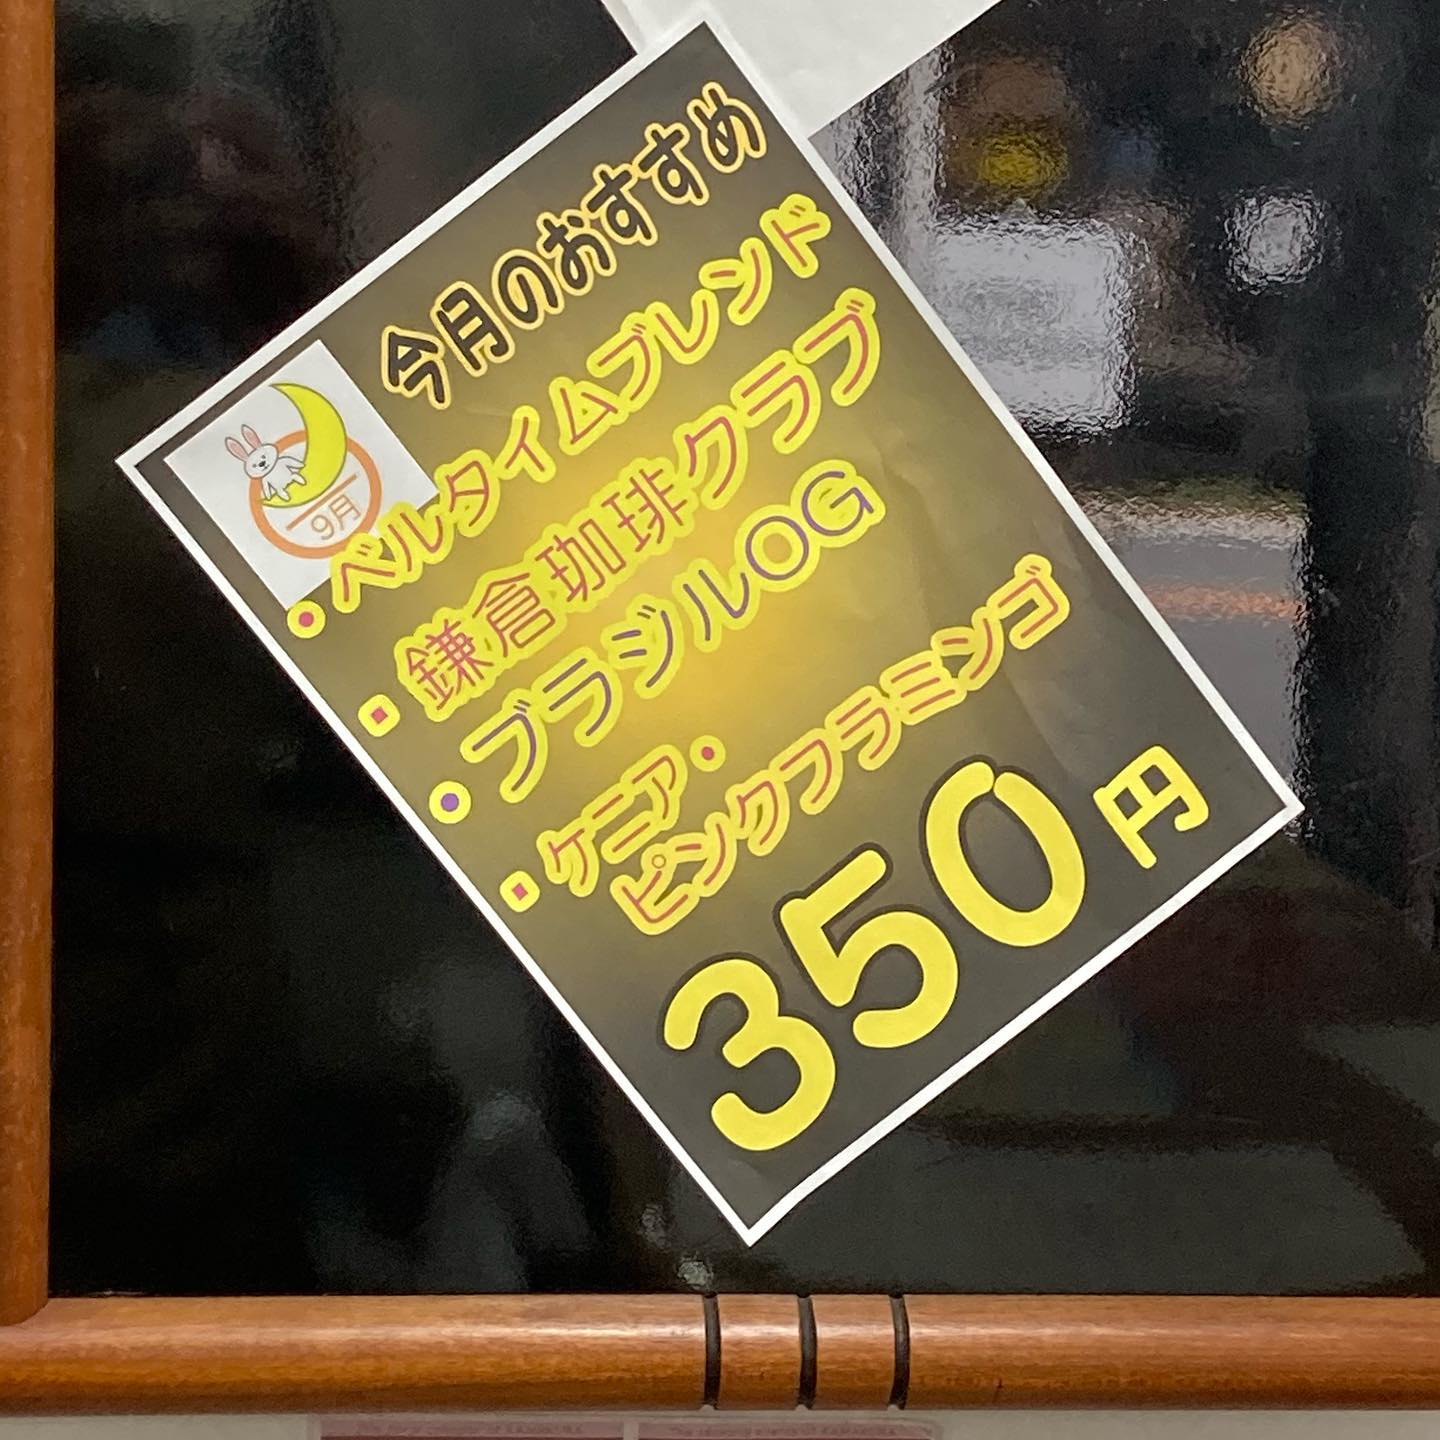 今月のおすすめ
9月
・ベルタイムブレンド
・鎌倉珈琲クラブ
・ブラジルOG
・ケニア・
ピンクフラミンゴ
350円